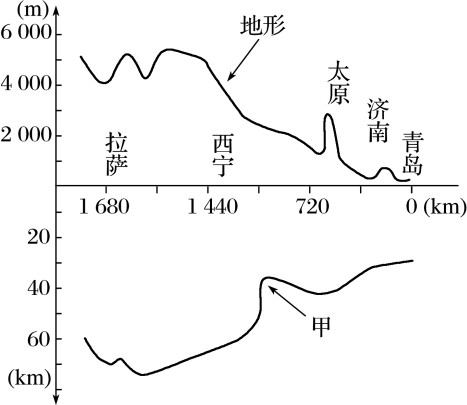 (m)
6 000
4 000
2 000
地形
太原
济南
青岛
拉萨
西宁
1 680
1 440
720
0 (km)
20
40
60
(km)
甲